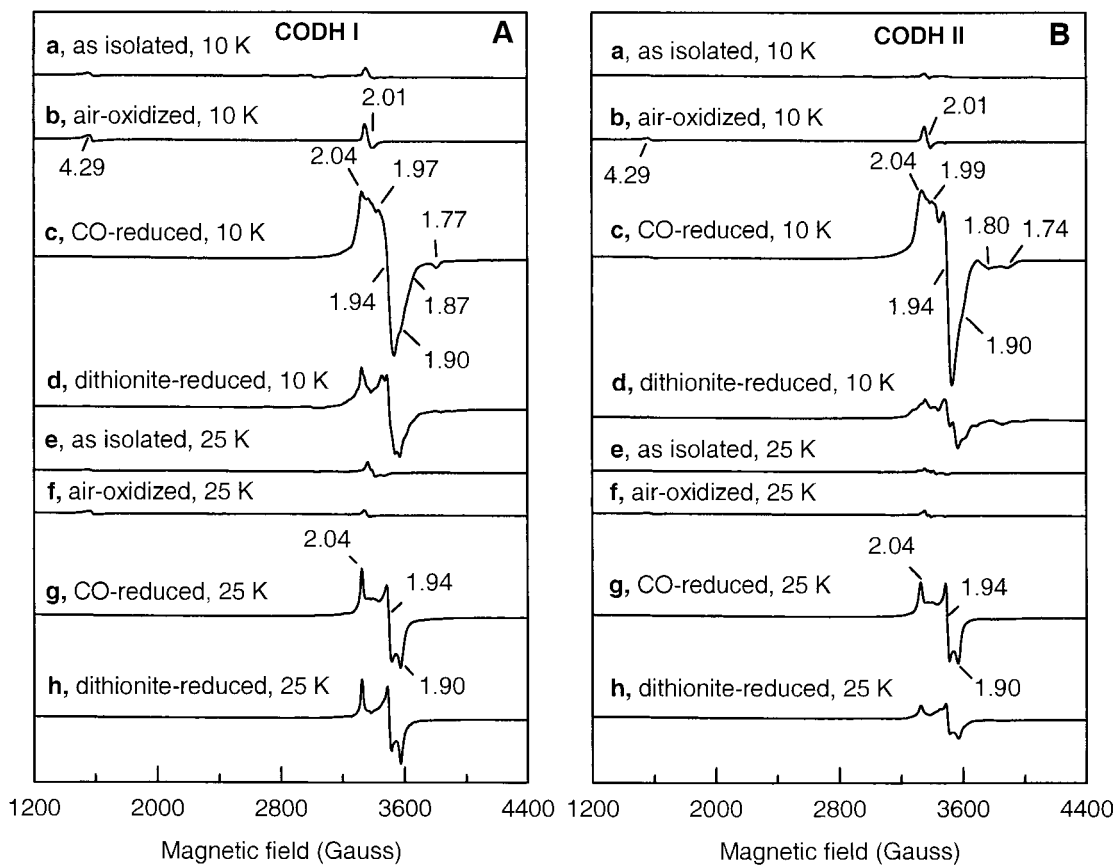 CODH I
A
a, as isolated, 10 K
b, air-oxidized, 10 K
2.01
4.29
2.04
1.97
c, CO-reduced, 10 K
1.77
1.94
1.87
1.90
d, dithionite-reduced, 10 K
e, as isolated, 25 K
f, air-oxidized, 25 K
2.04
g, CO-reduced, 25 K
1.94
h, dithionite-reduced, 25 K
1.90
1200
2000
2800
3600
4400
Magnetic field (Gauss)
CODH II
B
a, as isolated, 10 K
b, air-oxidized, 10 K
2.01
4.29
2.04
1.99
c, CO-reduced, 10 K
1.80
1.74
1.94
1.90
d, dithionite-reduced, 10 K
e, as isolated, 25 K
f, air-oxidized, 25 K
2.04
g, CO-reduced, 25 K
1.94
h, dithionite-reduced, 25 K
1.90
1200
2000
2800
3600
4400
Magnetic field (Gauss)